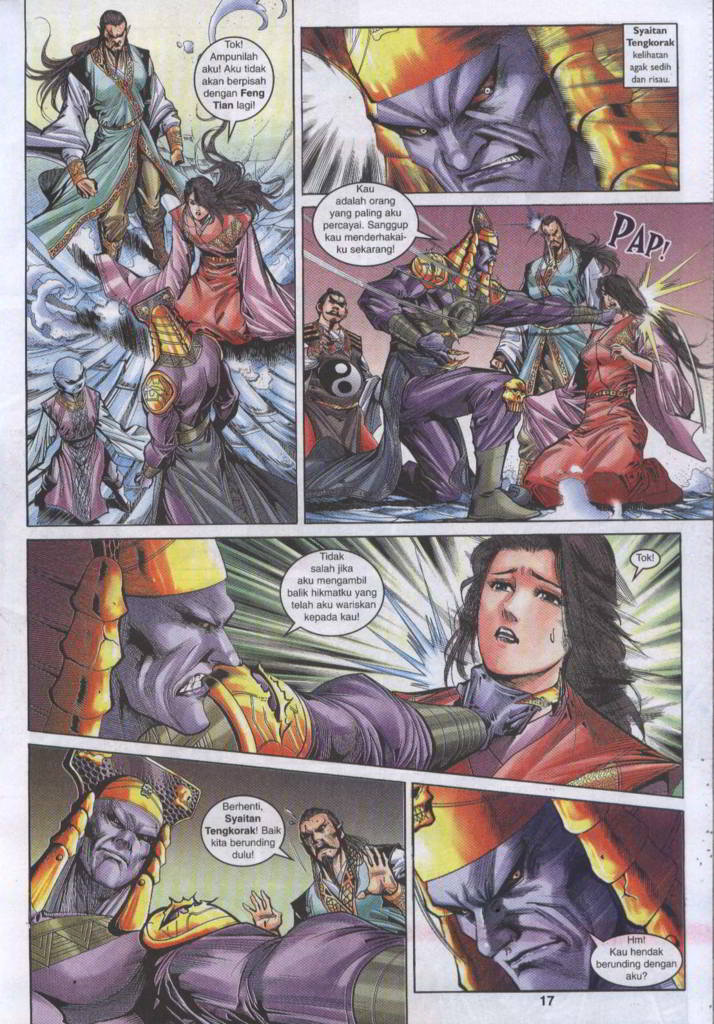 Tok!
Ampunilah
aku! Aku tidak
akan berpisah
dengan Feng
Tian lagi!
Syaitan
Tengkorak
kelihatan
agak sedih
dan risau.
Kau
adalah orang
yang paling aku
percayai. Sanggup
kau menderhakai-
ku sekarang!
PAP!
Tidak
salah jika
aku mengambil
balik hikmatku yang
telah aku wariskan
kepada kau!
Tok!
Berhenti,
Syaitan
Tengkorak! Baik
kita berunding
dulu!
Hm!
Kau hendak
berunding dengan
aku?
17